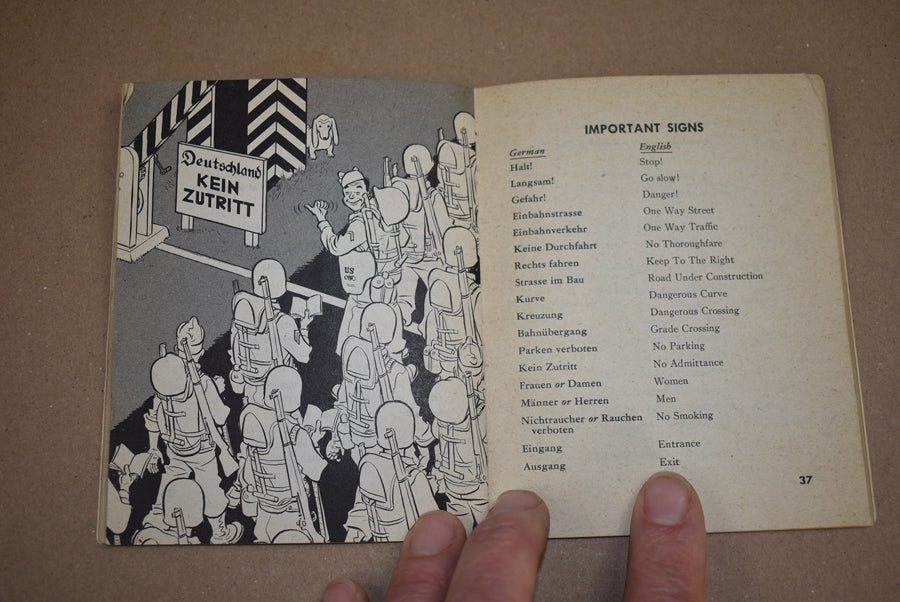 Deutschland
KEIN
ZUTRITT
US
IMPORTANT SIGNS
German English
Halt! Stop!
Langsam! Go slow!
Gefahr! Danger!
Einbahnstrasse One Way Street
Einbahnverkehr One Way Traffic
Keine Durchfahrt No Thoroughfare
Rechts fahren Keep To The Right
Strasse im Bau Road Under Construction
Kurve Dangerous Curve
Kreuzung Dangerous Crossing
Bahnübergang Grade Crossing
Parken verboten No Parking
Kein Zutritt No Admittance
Frauen or Damen Women
Männer or Herren Men
Nichtraucher or Rauchen No Smoking
verboten
Eingang Entrance
Ausgang Exit
37